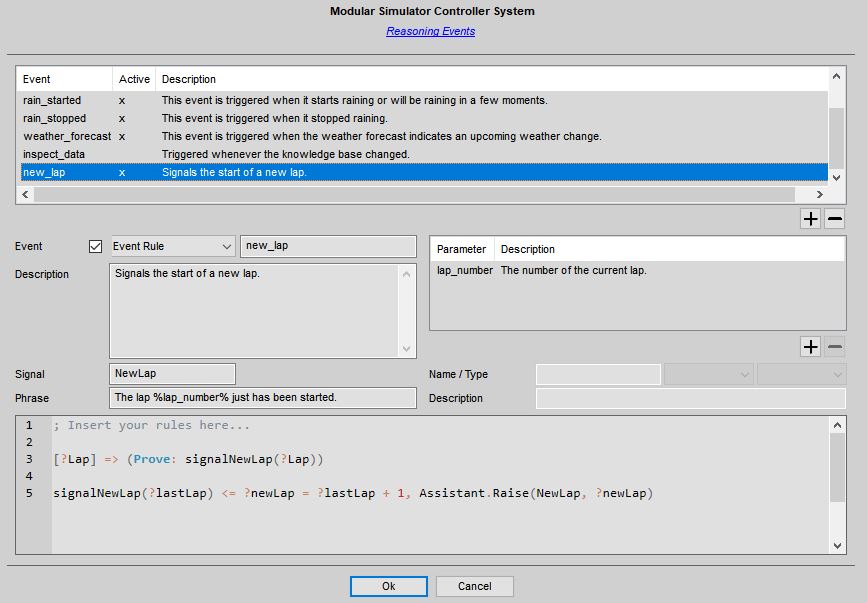 Modular Simulator Controller System
Reasoning Events
Event Active Description
rain_started x This event is triggered when it starts raining or will be raining in a few moments.
rain_stopped x This event is triggered when it stopped raining.
weather_forecast x This event is triggered when the weather forecast indicates an upcoming weather change.
inspect_data Triggered whenever the knowledge base changed.
new_lap x Signals the start of a new lap.
Event Event Rule new_lap
Parameter Description
lap_number The number of the current lap.
Description Signals the start of a new lap.
Signal NewLap
Name / Type
Phrase The lap %lap_number% just has been started.
Description
1 ; Insert your rules here...
2
3 [?Lap] => (Prove: signalNewLap(?Lap))
4
5 signalNewLap(?lastLap) <= ?newLap = ?lastLap + 1, Assistant.Raise(NewLap, ?newLap)
Ok Cancel